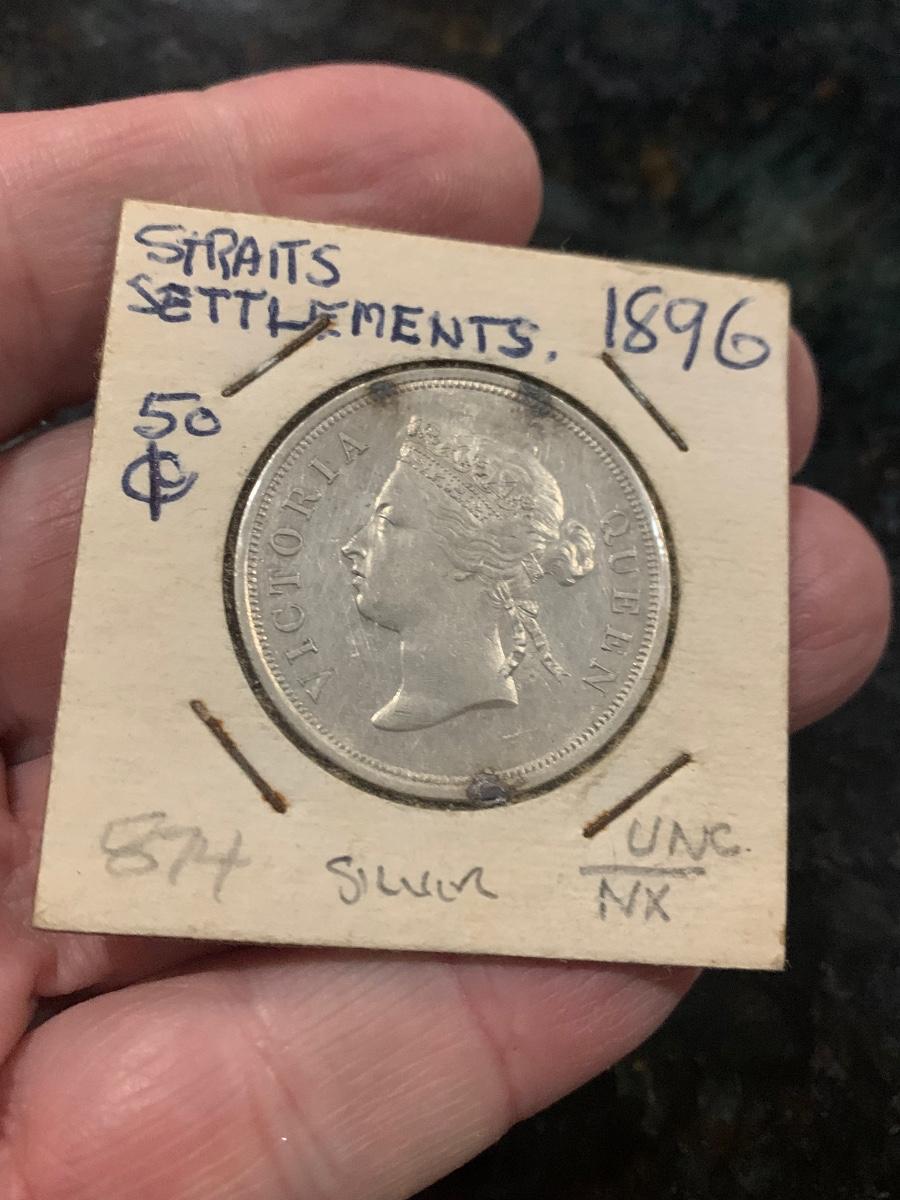 STRAITS
SETTLEMENTS. 1896
50
¢
VICTORIA QUEEN
874 SILVER UNC.
NX